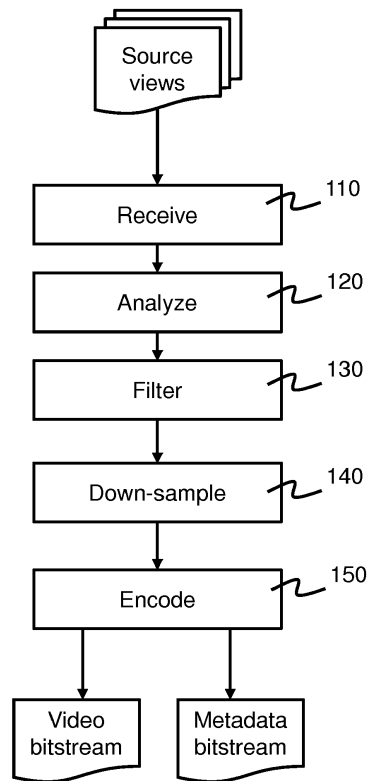 Source
views
110
Receive
120
Analyze
130
Filter
140
Down-sample
150
Encode
Video
bitstream
Metadata
bitstream